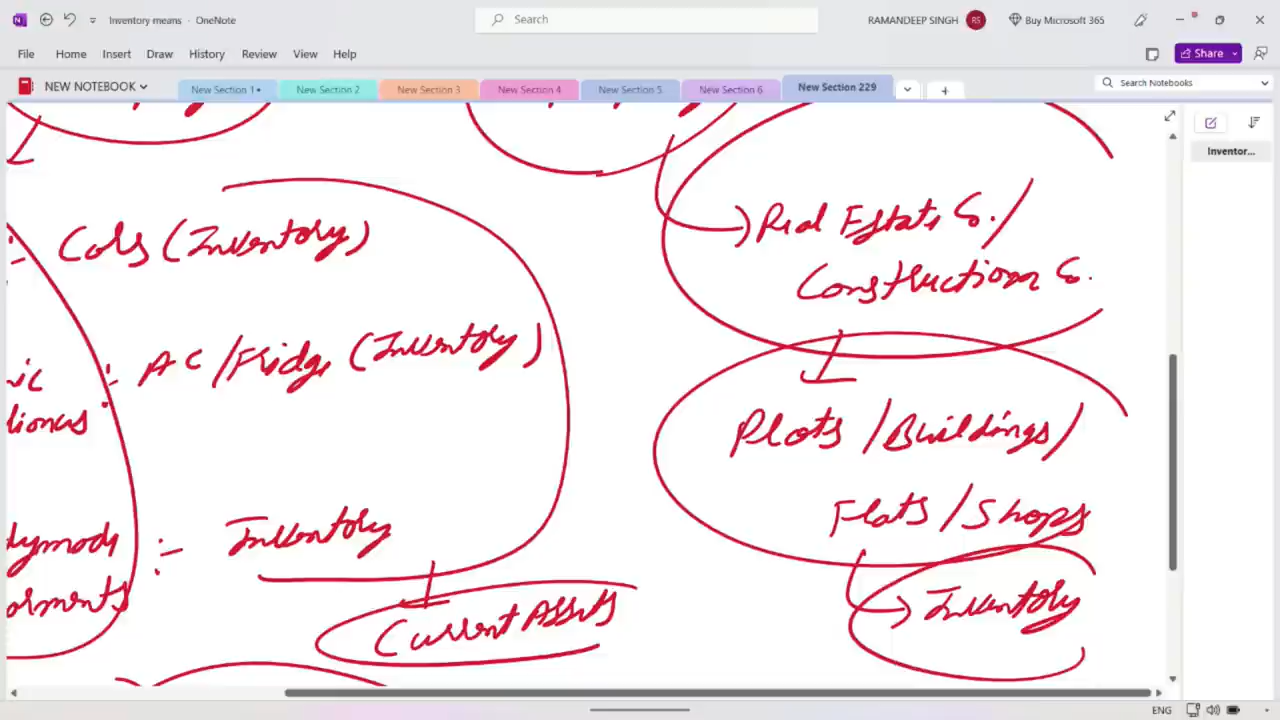 Inventory means - OneNote
Search
RAMANDEEP SINGH RS
Buy Microsoft 365
File Home Insert Draw History Review View Help
Share
NEW NOTEBOOK
New Section 1 New Section 2 New Section 3 New Section 4 New Section 5 New Section 6 New Section 229
Search Notebooks
Inventor...
Real Estate Co. /
Construction Co.
:- Cars (Inventory)
nic : AC/Fridge (Inventory)
Plots / Buildings /
Flats / Shops
dymade :- Inventory
Inventory
Current Assets
ENG